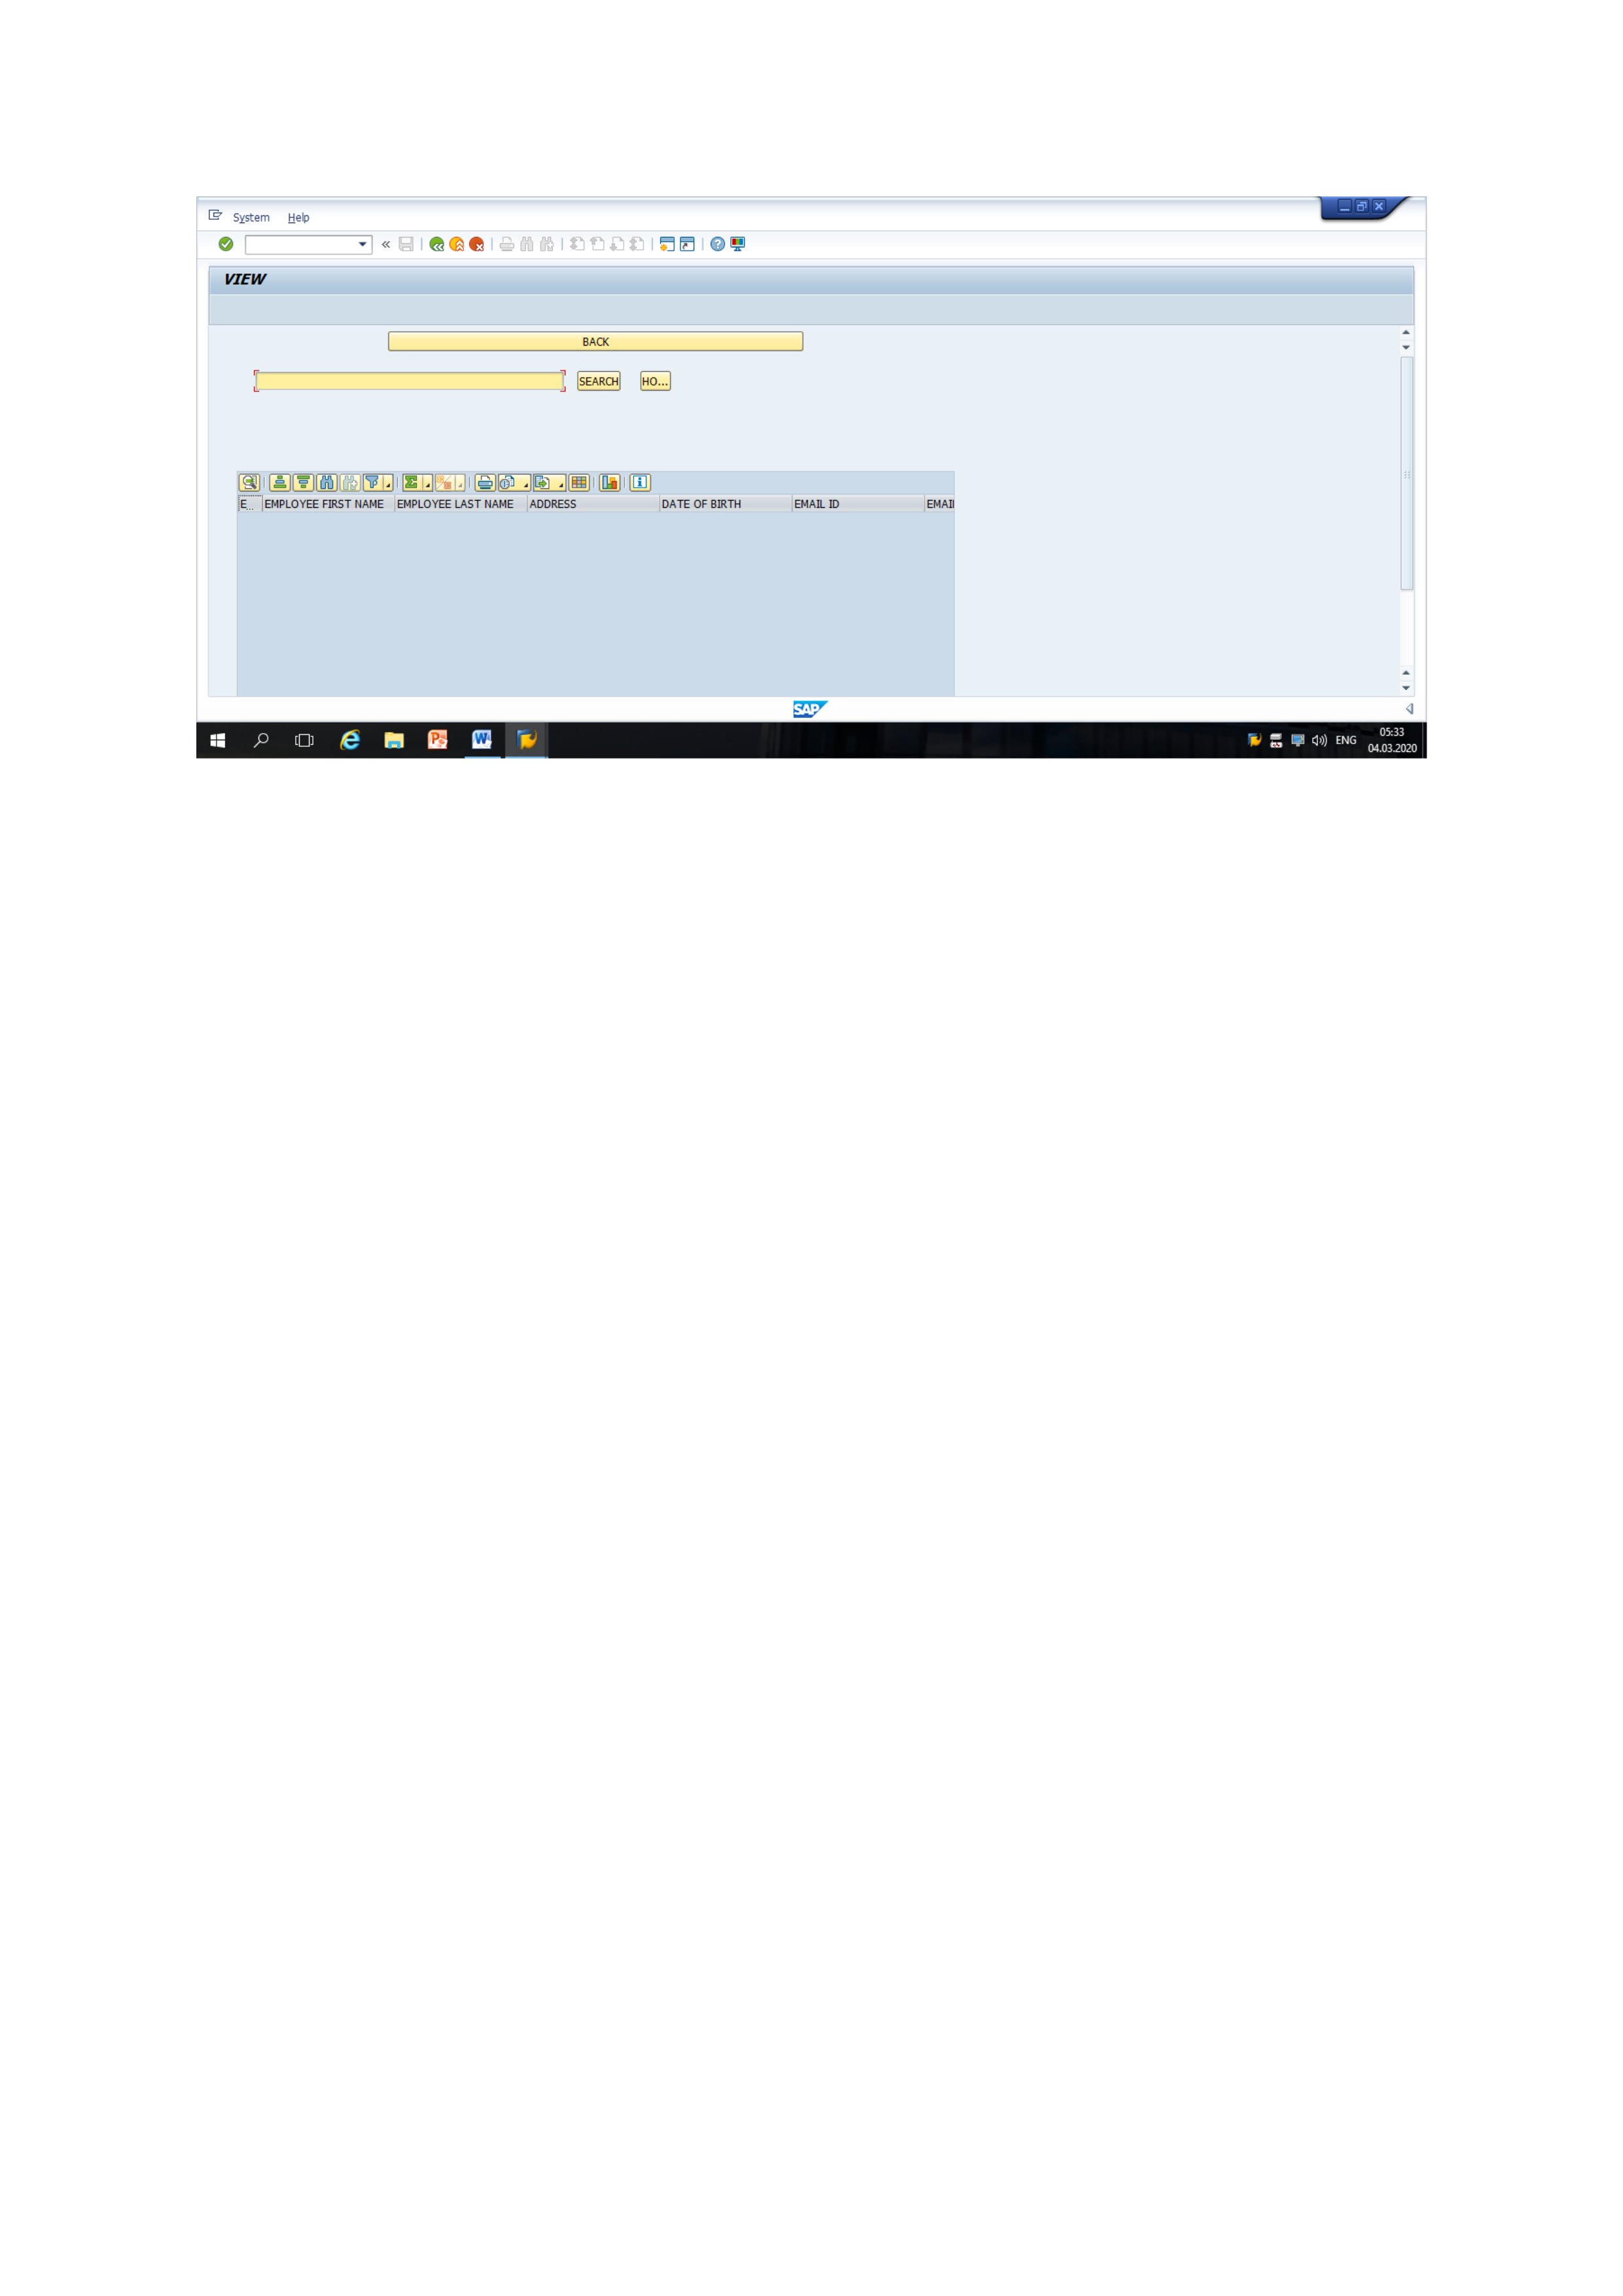 System Help
VIEW
BACK
SEARCH HO...
E... EMPLOYEE FIRST NAME EMPLOYEE LAST NAME ADDRESS DATE OF BIRTH EMAIL ID EMAI
SAP
ENG 05:33
04.03.2020